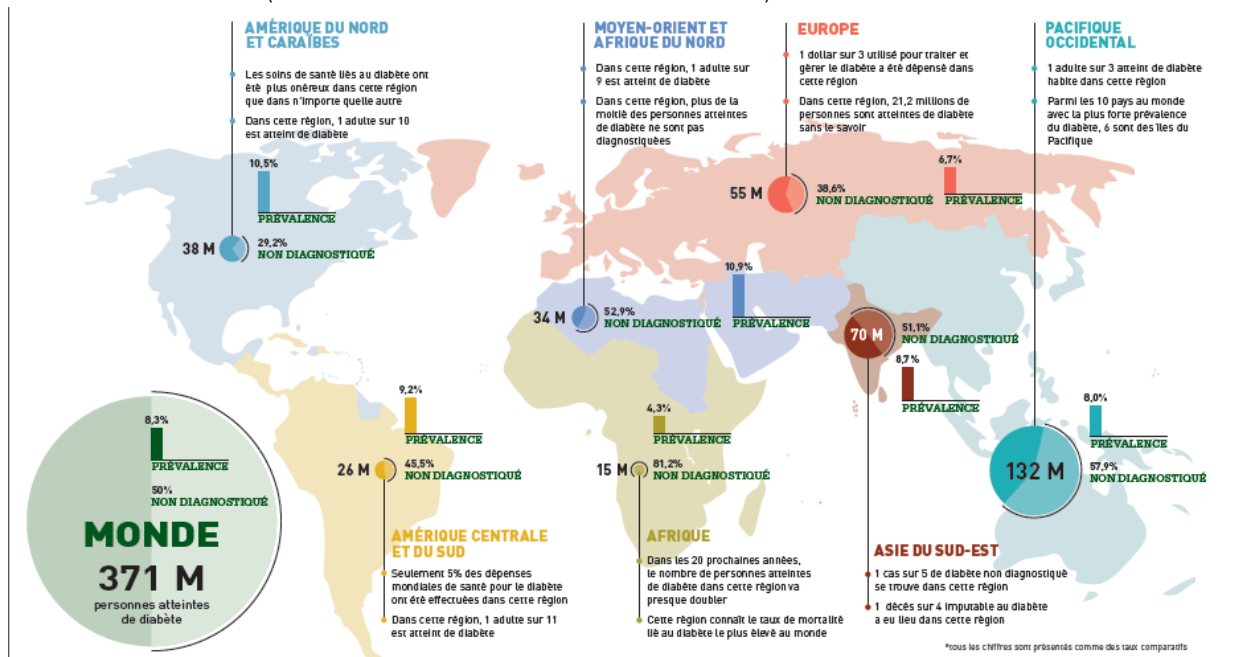 AMÉRIQUE DU NORD
ET CARAÏBES
Les soins de santé liés au diabète ont
été plus onéreux dans cette région
que dans n'importe quelle autre
Dans cette région, 1 adulte sur 10
est atteint de diabète
10,5%
PRÉVALENCE
38 M
29,2%
NON DIAGNOSTIQUÉ
MOYEN-ORIENT ET
AFRIQUE DU NORD
Dans cette région, 1 adulte sur
9 est atteint de diabète
Dans cette région, plus de la
moitié des personnes atteintes
de diabète ne sont pas
diagnostiquées
10,9%
PRÉVALENCE
34 M
52,9%
NON DIAGNOSTIQUÉ
EUROPE
1 dollar sur 3 utilisé pour traiter et
gérer le diabète a été dépensé dans
cette région
Dans cette région, 21,2 millions de
personnes sont atteintes de diabète
sans le savoir
55 M
38,6%
NON DIAGNOSTIQUÉ
6,7%
PRÉVALENCE
PACIFIQUE
OCCIDENTAL
1 adulte sur 3 atteint de diabète
habite dans cette région
Parmi les 10 pays au monde
avec la plus forte prévalence
du diabète, 6 sont des îles du
Pacifique
8,0%
PRÉVALENCE
132 M
57,9%
NON DIAGNOSTIQUÉ
70 M
51,1%
NON DIAGNOSTIQUÉ
8,7%
PRÉVALENCE
ASIE DU SUD-EST
1 cas sur 5 de diabète non diagnostiqué
se trouve dans cette région
1 décès sur 4 imputable au diabète
a eu lieu dans cette région
4,3%
PRÉVALENCE
15 M
81,2%
NON DIAGNOSTIQUÉ
AFRIQUE
Dans les 20 prochaines années,
le nombre de personnes atteintes
de diabète dans cette région va
presque doubler
Cette région connaît le taux de mortalité
lié au diabète le plus élevé au monde
9,2%
PRÉVALENCE
26 M
45,5%
NON DIAGNOSTIQUÉ
AMÉRIQUE CENTRALE
ET DU SUD
Seulement 5% des dépenses
mondiales de santé pour le diabète
ont été effectuées dans cette région
Dans cette région, 1 adulte sur 11
est atteint de diabète
8,3%
PRÉVALENCE
50%
NON DIAGNOSTIQUÉ
MONDE
371 M
personnes atteintes
de diabète
*tous les chiffres sont présentés comme des taux comparatifs